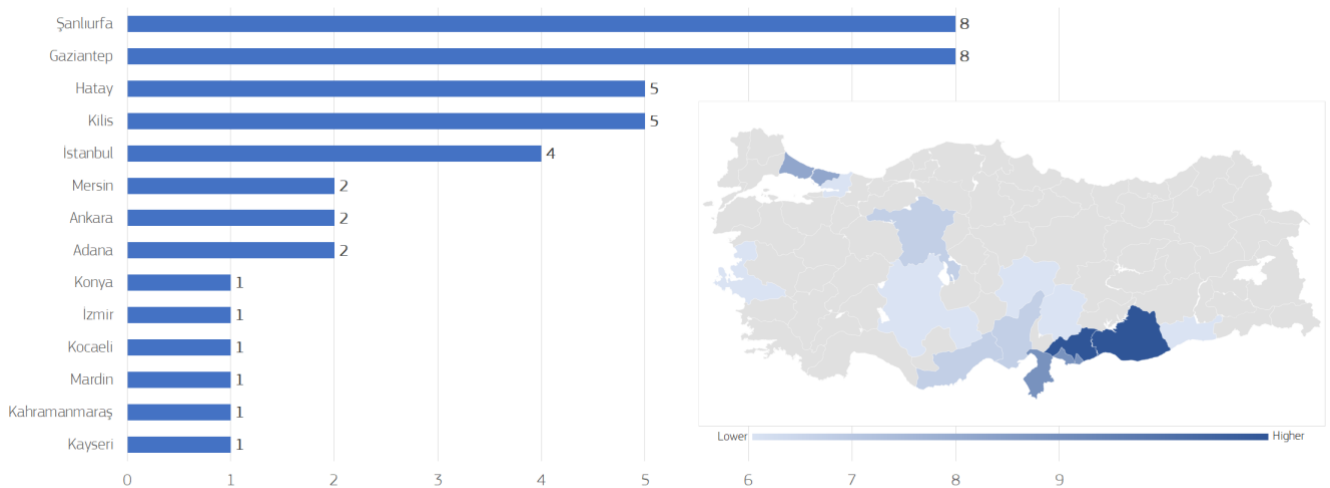 Şanlıurfa 8
Gaziantep 8
Hatay 5
Kilis 5
İstanbul 4
Mersin 2
Ankara 2
Adana 2
Konya 1
İzmir 1
Kocaeli 1
Mardin 1
Kahramanmaraş 1
Kayseri 1
Lower Higher
0 1 2 3 4 5 6 7 8 9